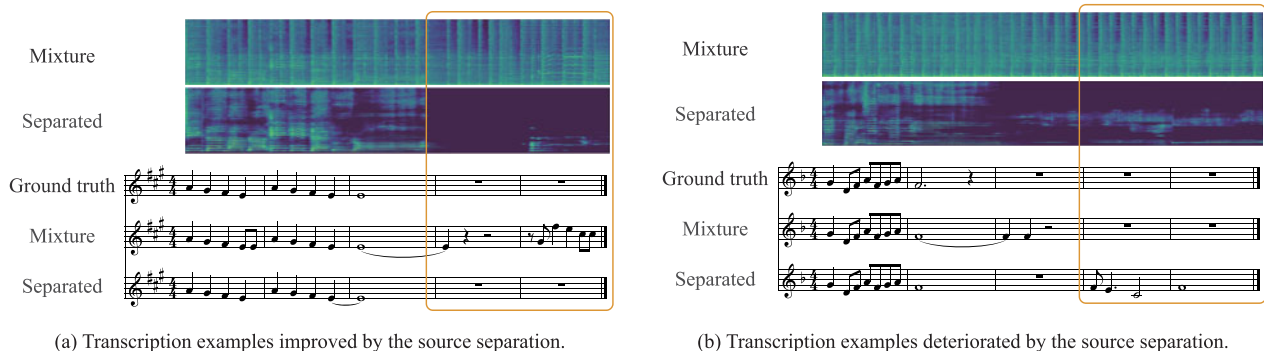 Mixture
Separated
Ground truth
Mixture
Separated
(a) Transcription examples improved by the source separation.
Mixture
Separated
Ground truth
Mixture
Separated
(b) Transcription examples deteriorated by the source separation.